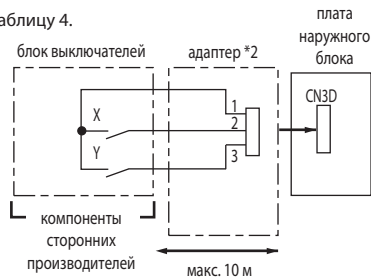 аблицу 4.
плата
наружного
блока
блок выключателей
адаптер *2
CN3D
X
1
2
Y
3
компоненты
сторонних
производителей
макс. 10 м